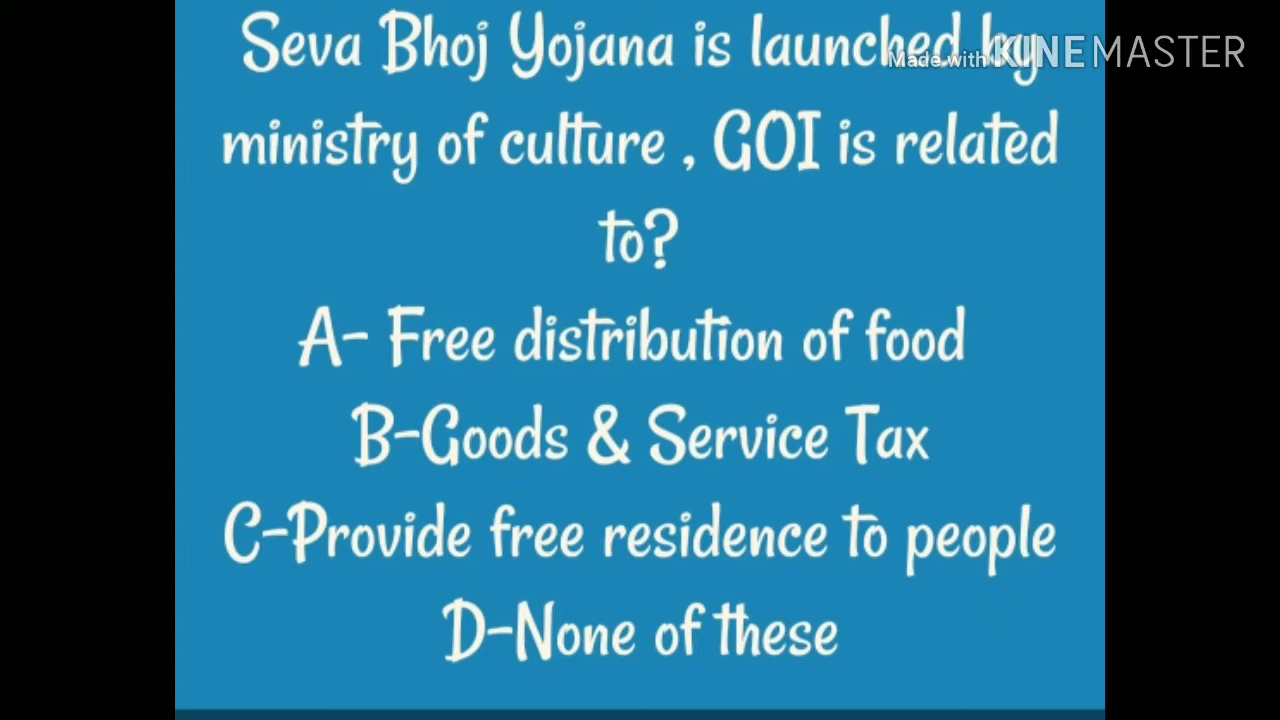 Seva Bhoj Yojana is launched by
Made with KINEMASTER
ministry of culture , GOI is related
to?
A- Free distribution of food
B-Goods & Service Tax
C-Provide free residence to people
D-None of these